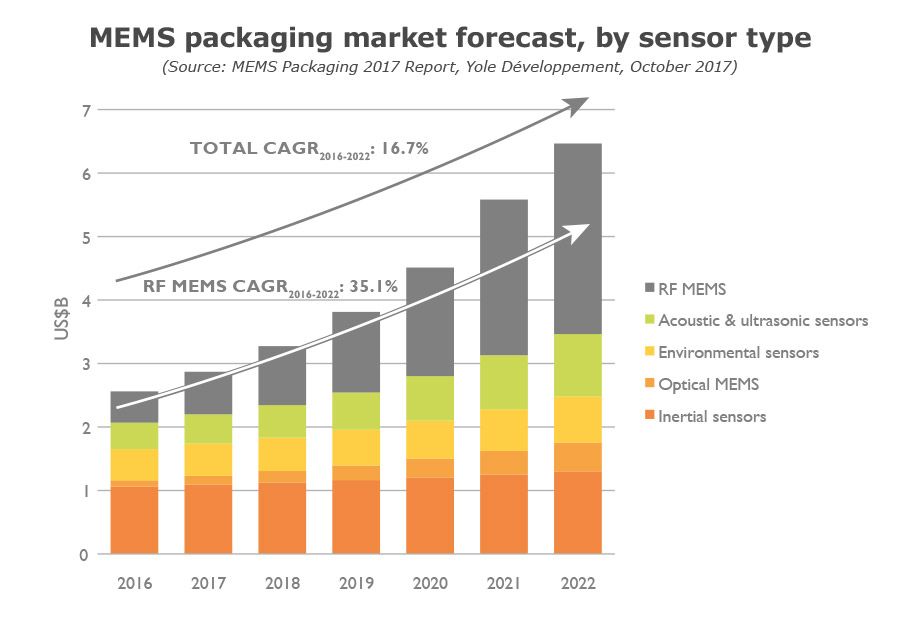 MEMS packaging market forecast, by sensor type
(Source: MEMS Packaging 2017 Report, Yole Développement, October 2017)
7
TOTAL CAGR2016-2022: 16.7%
6
5
RF MEMS CAGR2016-2022: 35.1%
4
3
2
1
0
US$B
RF MEMS
Acoustic & ultrasonic sensors
Environmental sensors
Optical MEMS
Inertial sensors
2016 2017 2018 2019 2020 2021 2022